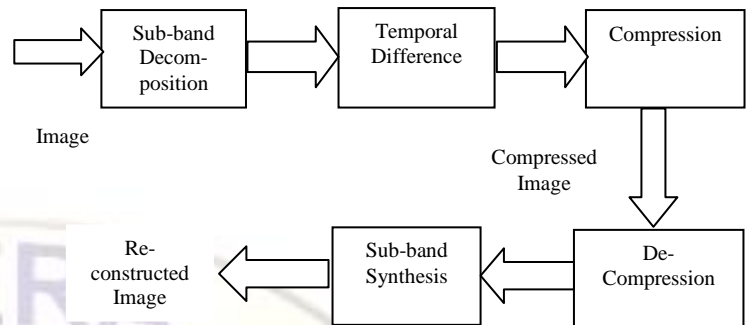 Sub-band
Decom-
position
Temporal
Difference
Compression
Image
Compressed
Image
De-
Compression
Sub-band
Synthesis
Re-
constructed
Image